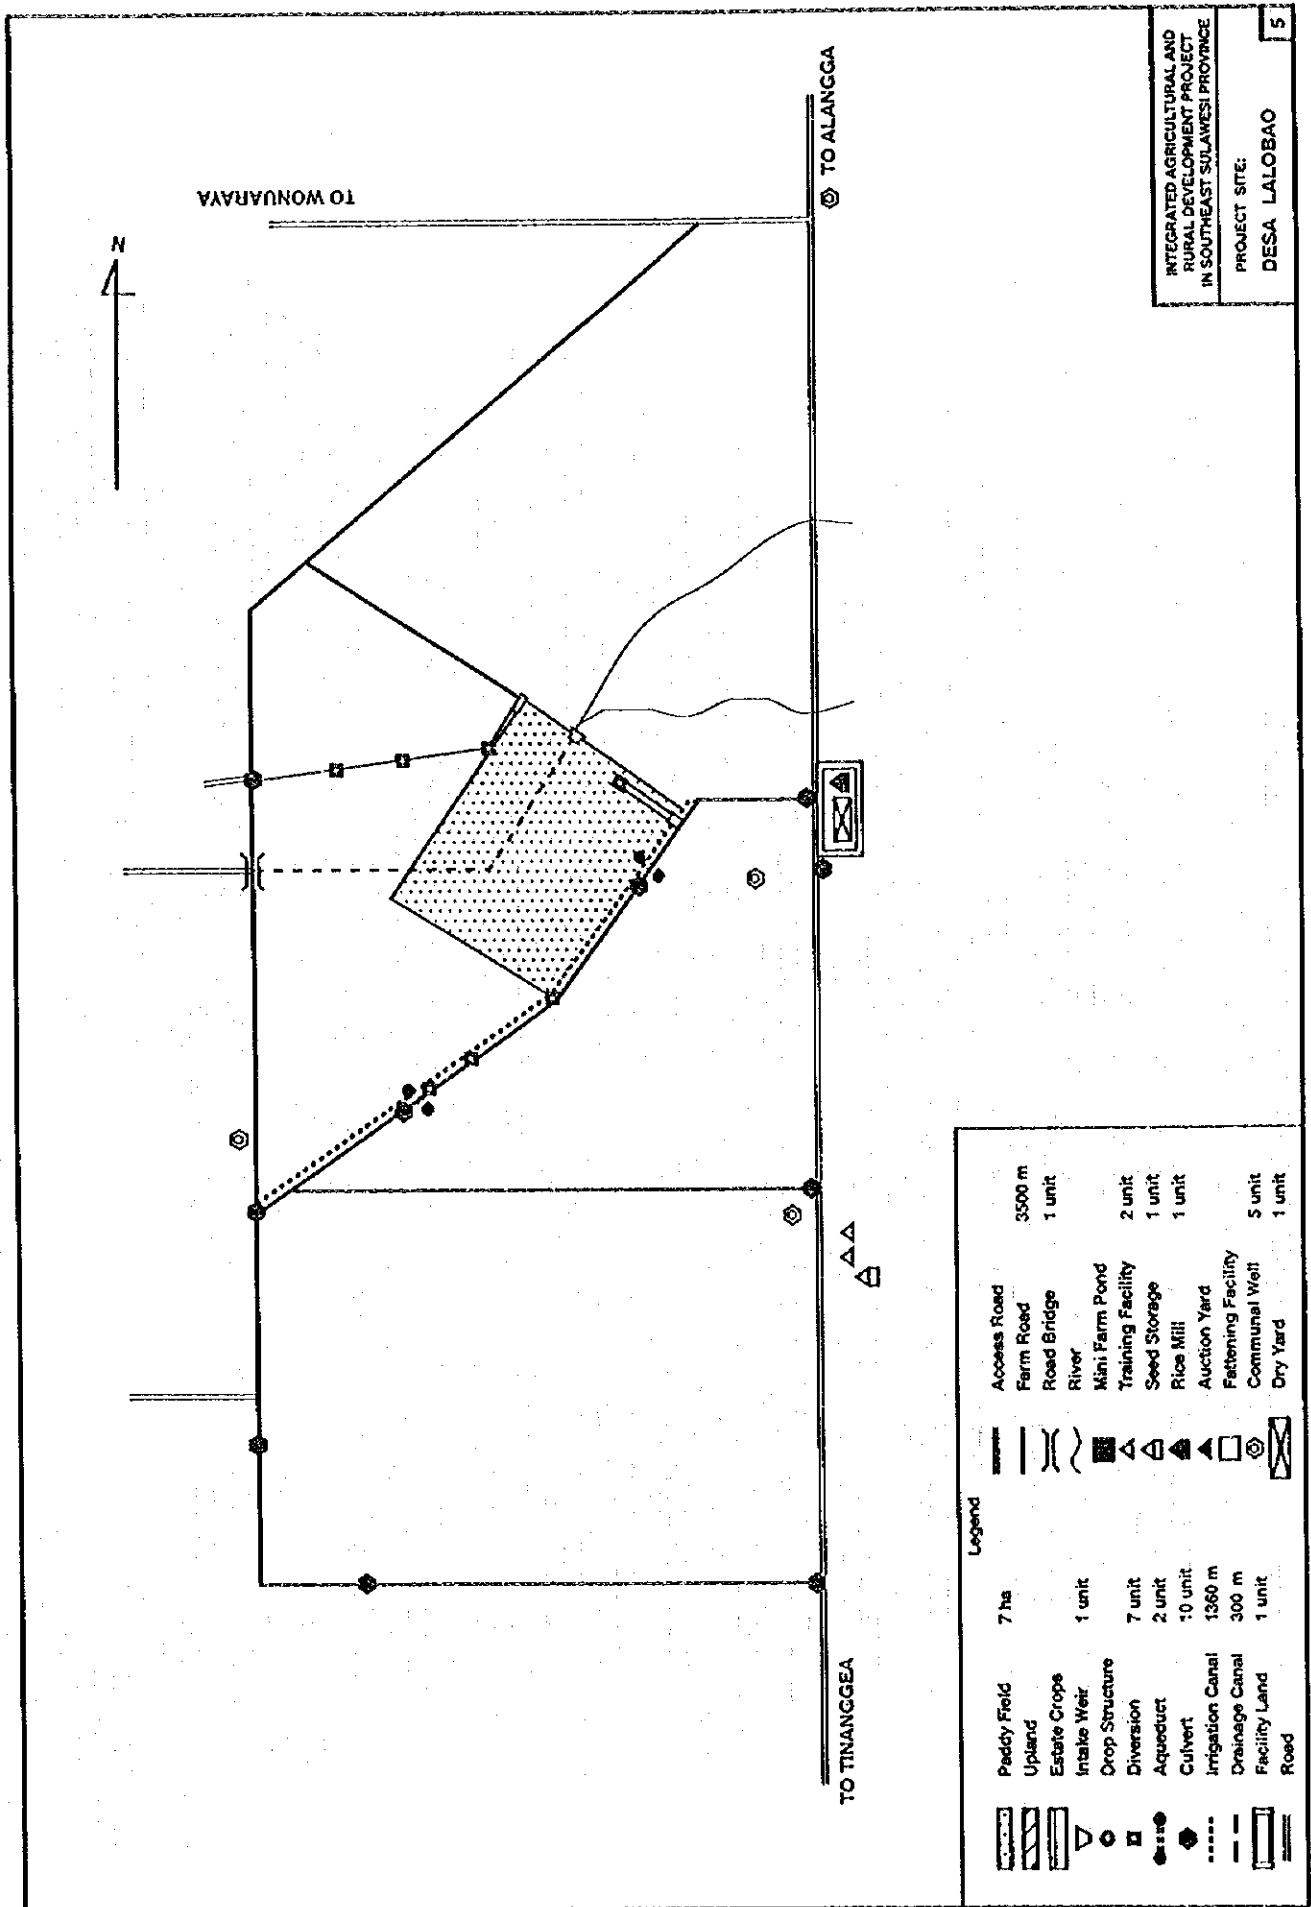 N
TO WONUARAYA
TO ALANGGA
TO TINANGGEA
Legend
Paddy Field 7 ha
Upland
Estate Crops
Intake Weir 1 unit
Drop Structure
Diversion 7 unit
Aqueduct 2 unit
Culvert 10 unit
Irrigation Canal 1360 m
Drainage Canal 300 m
Facility Land 1 unit
Road
Access Road
Farm Road 3500 m
Road Bridge 1 unit
River
Mini Farm Pond
Training Facility 2 unit
Seed Storage 1 unit
Rice Mill 1 unit
Auction Yard
Fattening Facility
Communal Well 5 unit
Dry Yard 1 unit
INTEGRATED AGRICULTURAL AND
RURAL DEVELOPMENT PROJECT
IN SOUTHEAST SULAWESI PROVINCE
PROJECT SITE:
DESA LALOBAO
5